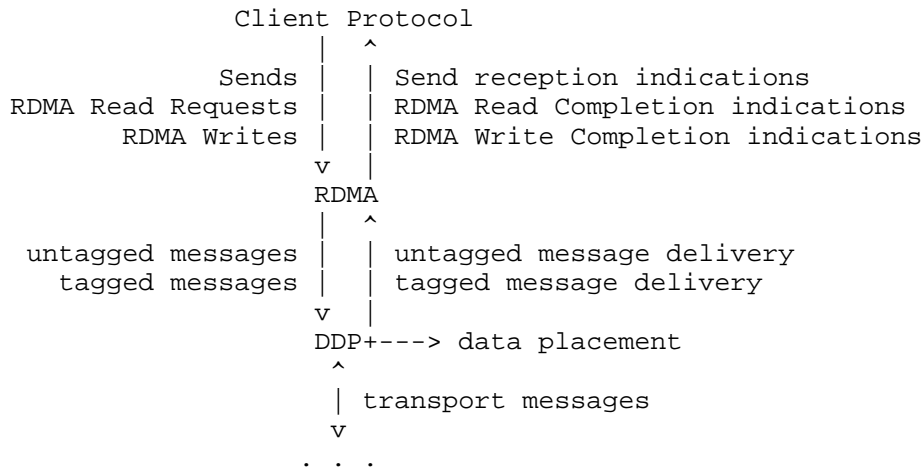 Client Protocol
| ^
Sends | | Send reception indications
RDMA Read Requests | | RDMA Read Completion indications
RDMA Writes | | RDMA Write Completion indications
v |
RDMA
| ^
untagged messages | | untagged message delivery
tagged messages | | tagged message delivery
v |
DDP+---> data placement
^
| transport messages
v
. . .